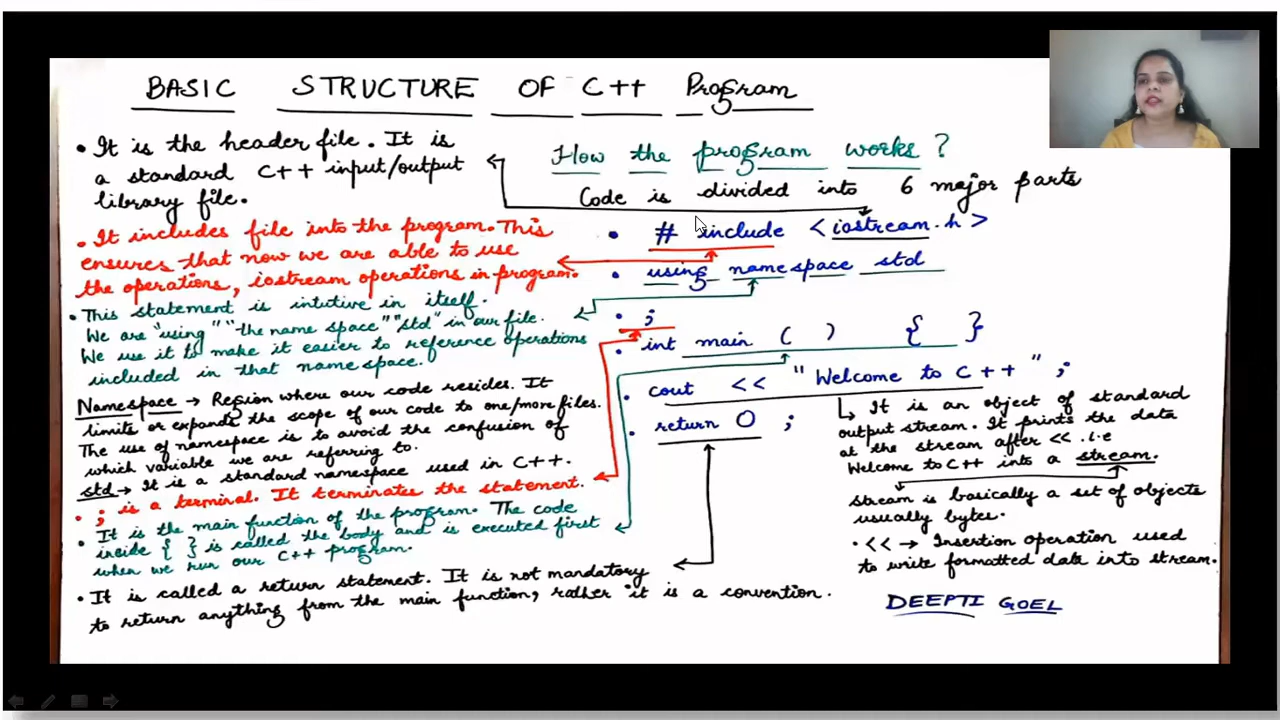 BASIC STRUCTURE OF C++ Program
• It is the header file. It is
a standard C++ input/output
library file.
• It includes file into the program. This
ensures that now we are able to use
the operations, iostream operations in program.
• This statement is intutive in itself.
We are "using" "the name space" "std" in our file.
We use it to make it easier to reference operations
included in that name space.
Namespace → Region where our code resides. It
limits or expands the scope of our code to one/more files.
The use of namespace is to avoid the confusion of
which variable we are referring to.
std → It is a standard namespace used in C++.
• ; is a terminal. It terminates the statement.
• It is the main function of the program. The code
inside { } is called the body and is executed first
when we run our C++ program.
• It is called a return statement. It is not mandatory
to return anything from the main function, rather it is a convention.
How the program works?
Code is divided into 6 major parts
• # include <iostream.h>
• using namespace std
• ;
• int main ( ) { }
• cout << "Welcome to C++";
• return 0 ;
It is an object of standard
output stream. It prints the data
at the stream after <<. i.e
Welcome to C++ into a stream.
stream is basically a set of objects
usually bytes.
• << → Insertion operation used
to write formatted data into stream.
DEEPTI GOEL